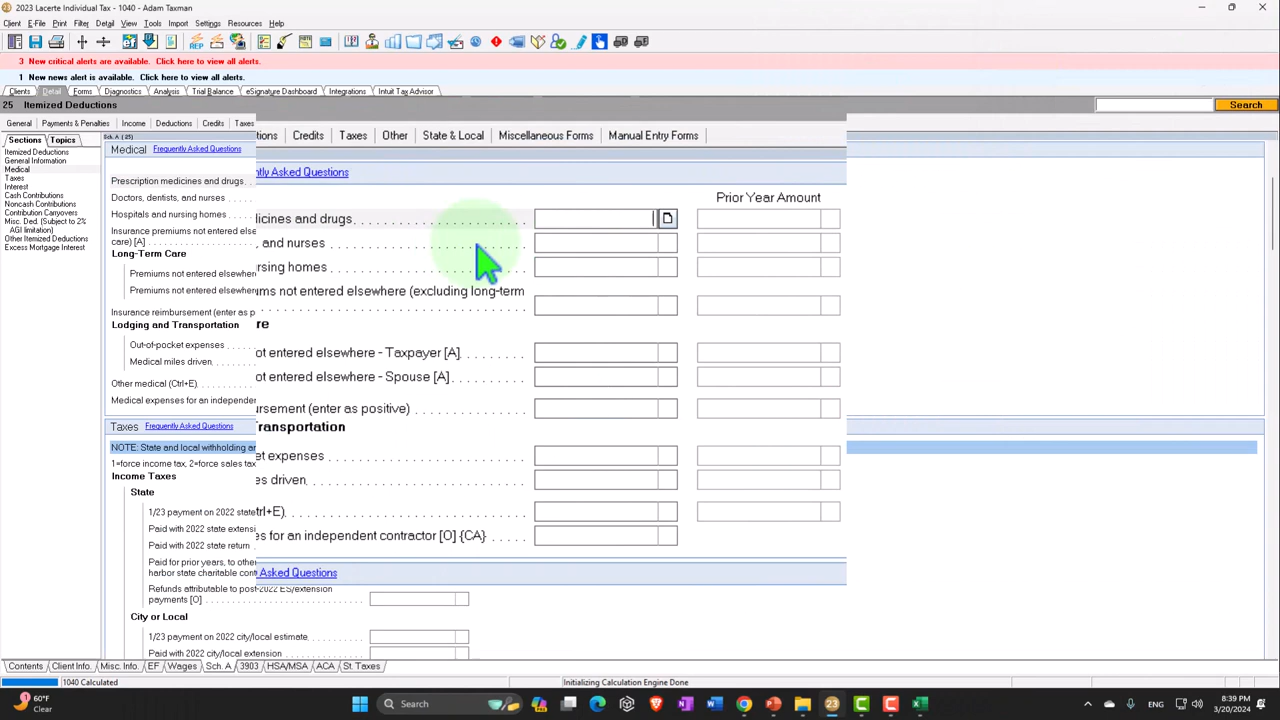 2023 Lacerte Individual Tax - 1040 - Adam Taxman
Client E-File Print Filter Detail View Tools Import Settings Resources Help
3 New critical alerts are available. Click here to view all alerts.
1 New news alert is available. Click here to view all alerts.
Clients Detail Forms Diagnostics Analysis Trial Balance eSignature Dashboard Integrations Intuit Tax Advisor
25 Itemized Deductions
Search
General Payments & Penalties Income Deductions Credits Taxes
Sections Topics
Itemized Deductions
General Information
Medical
Taxes
Interest
Cash Contributions
Noncash Contributions
Contribution Carryovers
Misc. Ded. (Subject to 2%
AGI limitation)
Other Itemized Deductions
Excess Mortgage Interest
Sch. A (25)
Medical Frequently Asked Questions
Prescription medicines and drugs
Doctors, dentists, and nurses
Hospitals and nursing homes
Insurance premiums not entered else
care) [A]
Long-Term Care
Premiums not entered elsewhere
Premiums not entered elsewhere
Insurance reimbursement (enter as p
Lodging and Transportation
Out-of-pocket expenses
Medical miles driven
Other medical (Ctrl+E)
Medical expenses for an independen
Taxes Frequently Asked Questions
NOTE: State and local withholding ar
1=force income tax, 2=force sales tax
Income Taxes
State
1/23 payment on 2022 state
Paid with 2022 state extensi
Paid with 2022 state return
Paid for prior years, to othe
harbor state charitable cont
Refunds attributable to post-2022 ES/extension
payments [O]
City or Local
1/23 payment on 2022 city/local estimate
Paid with 2022 city/local extension
tions Credits Taxes Other State & Local Miscellaneous Forms Manual Entry Forms
ntly Asked Questions
Prior Year Amount
dicines and drugs
, and nurses
rsing homes
ums not entered elsewhere (excluding long-term
re
ot entered elsewhere - Taxpayer [A]
ot entered elsewhere - Spouse [A]
ursement (enter as positive)
ransportation
et expenses
es driven
trl+E)
es for an independent contractor [O] {CA}
Asked Questions
Contents Client Info. Misc. Info. EF Wages Sch. A 3903 HSA/MSA ACA St. Taxes
1040 Calculated
Initializing Calculation Engine Done
60°F
Clear
Search
23
8:39 PM
3/20/2024